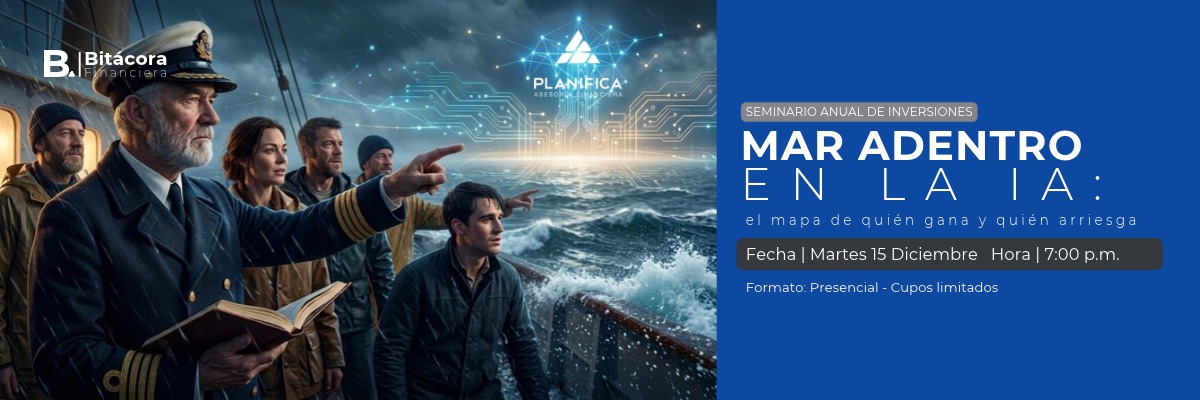 B.|Bitácora
Financiera
PLANIFICA
ASESORÍA FINANCIERA
SEMINARIO ANUAL DE INVERSIONES
MAR ADENTRO
EN LA IA:
el mapa de quién gana y quién arriesga
Fecha | Martes 15 Diciembre Hora | 7:00 p.m.
Formato: Presencial - Cupos limitados